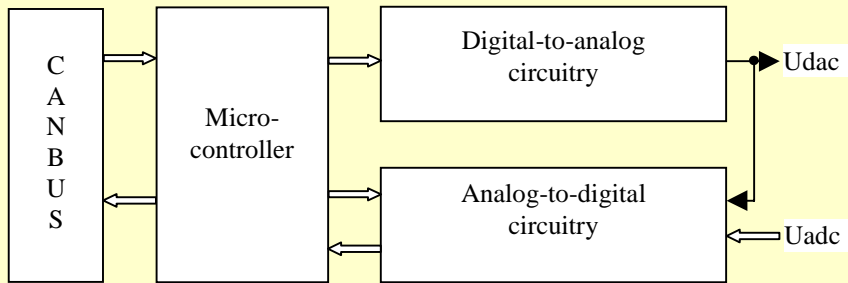 C
A
N
B
U
S
Micro-
controller
Digital-to-analog
circuitry
Udac
Analog-to-digital
circuitry
Uadc